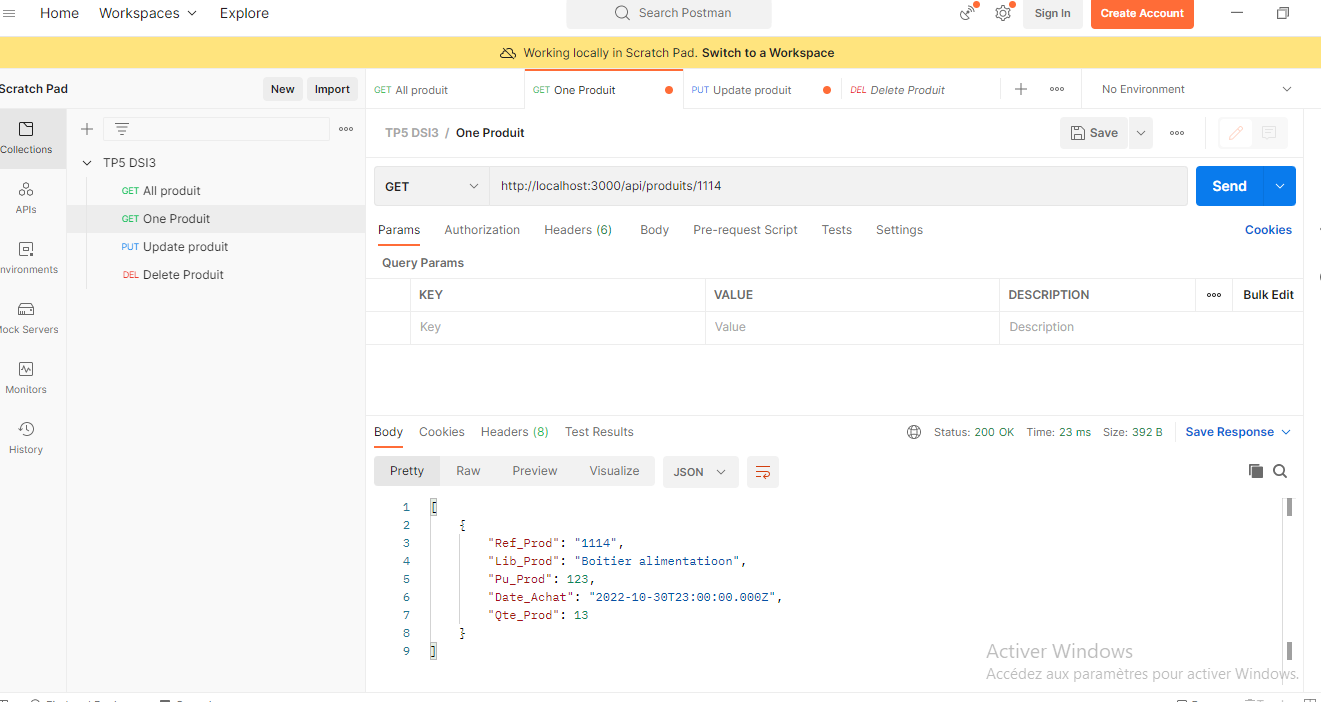 Home Workspaces Explore Search Postman Sign In Create Account
Working locally in Scratch Pad. Switch to a Workspace
Scratch Pad New Import GET All produit GET One Produit PUT Update produit DEL Delete Produit No Environment
TP5 DSI3 / One Produit Save
Collections
TP5 DSI3
GET All produit
GET One Produit
PUT Update produit
DEL Delete Produit
APIs
nvironments
Mock Servers
Monitors
History
GET http://localhost:3000/api/produits/1114 Send
Params Authorization Headers (6) Body Pre-request Script Tests Settings Cookies
Query Params
KEY VALUE DESCRIPTION Bulk Edit
Key Value Description
Body Cookies Headers (8) Test Results Status: 200 OK Time: 23 ms Size: 392 B Save Response
Pretty Raw Preview Visualize JSON
1 [
2 {
3 "Ref_Prod": "1114",
4 "Lib_Prod": "Boitier alimentatioon",
5 "Pu_Prod": 123,
6 "Date_Achat": "2022-10-30T23:00:00.000Z",
7 "Qte_Prod": 13
8 }
9 ]
Activer Windows
Accédez aux paramètres pour activer Windows.